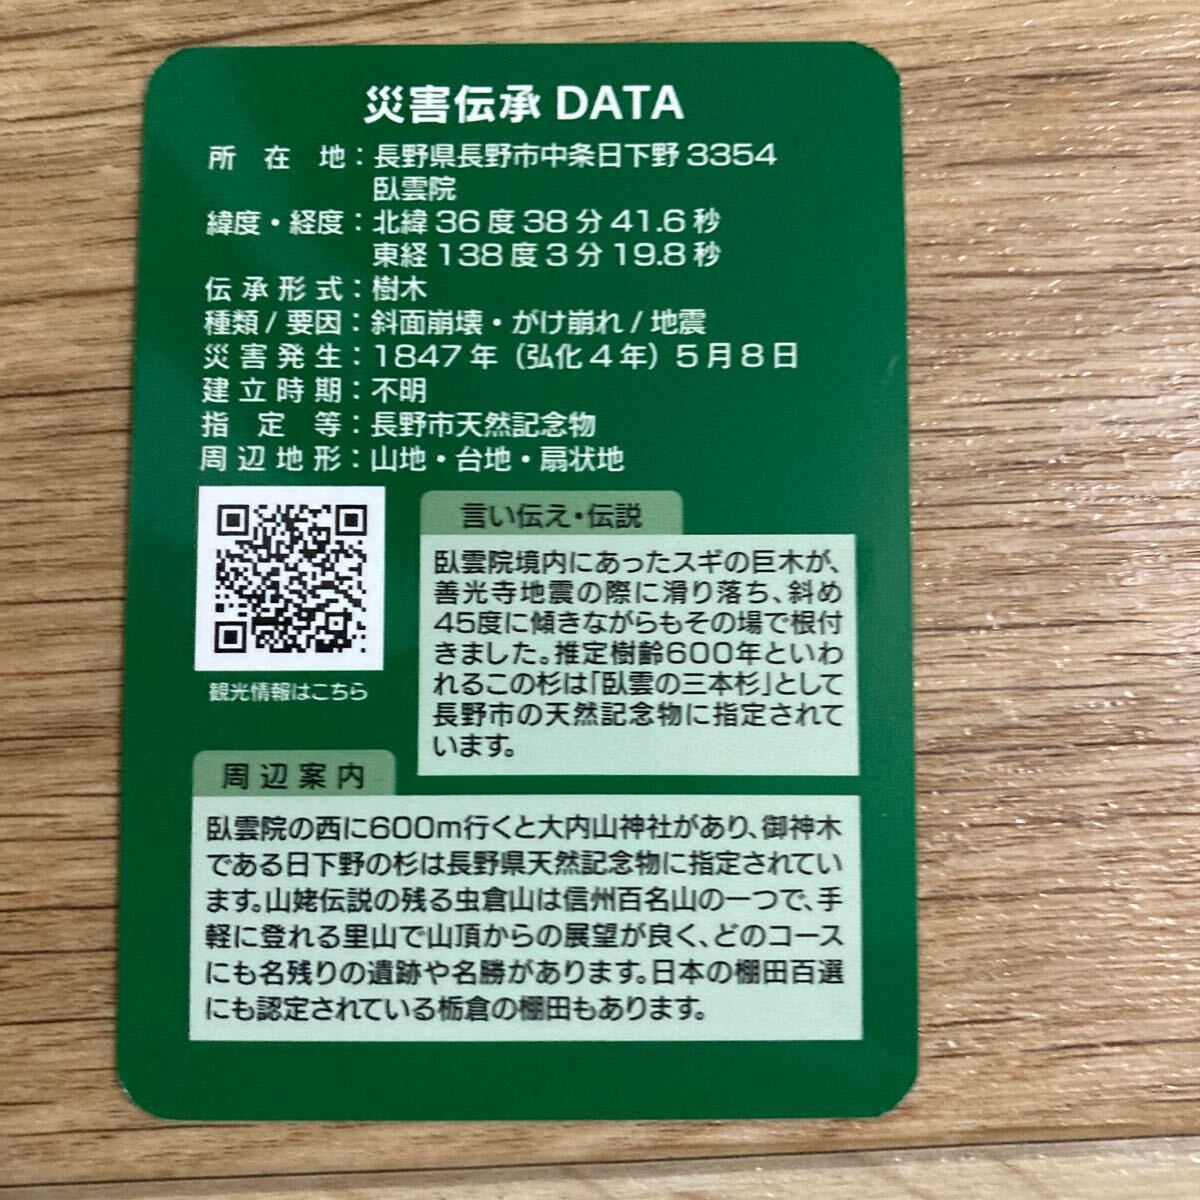 災害伝承 DATA
所在地：長野県長野市中条日下野 3354
臥雲院
緯度・経度：北緯 36 度 38 分 41.6 秒
東経 138 度 3 分 19.8 秒
伝承形式：樹木
種類 / 要因：斜面崩壊・がけ崩れ / 地震
災害発生：1847 年（弘化 4 年）5 月 8 日
建立時期：不明
指定等：長野市天然記念物
周辺地形：山地・台地・扇状地
観光情報はこちら
言い伝え・伝説
臥雲院境内にあったスギの巨木が、
善光寺地震の際に滑り落ち、斜め
45度に傾きながらもその場で根付
きました。推定樹齢600年といわ
れるこの杉は「臥雲の三本杉」として
長野市の天然記念物に指定されて
います。
周辺案内
臥雲院の西に600m行くと大内山神社があり、御神木
である日下野の杉は長野県天然記念物に指定されてい
ます。山姥伝説の残る虫倉山は信州百名山の一つで、手
軽に登れる里山で山頂からの展望が良く、どのコース
にも名残りの遺跡や名勝があります。日本の棚田百選
にも認定されている栃倉の棚田もあります。